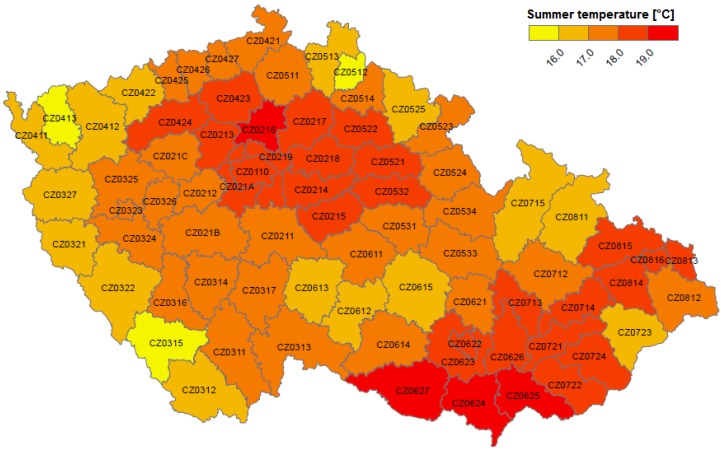 Summer temperature [°C]
16.0
17.0
18.0
19.0
CZ0421
CZ0427
CZ0426
CZ0425
CZ0511
CZ0513
CZ0512
CZ0514
CZ0525
CZ0523
CZ0422
CZ0413
CZ0411
CZ0412
CZ0424
CZ0423
CZ0213
CZ0216
CZ0217
CZ0522
CZ021C
CZ0219
CZ0218
CZ0521
CZ0110
CZ021A
CZ0214
CZ0532
CZ0524
CZ0327
CZ0325
CZ0326
CZ0323
CZ0212
CZ0215
CZ0534
CZ0715
CZ0811
CZ0321
CZ0324
CZ021B
CZ0211
CZ0531
CZ0611
CZ0533
CZ0815
CZ0816
CZ0813
CZ0322
CZ0316
CZ0314
CZ0317
CZ0613
CZ0612
CZ0615
CZ0621
CZ0712
CZ0713
CZ0714
CZ0814
CZ0812
CZ0315
CZ0311
CZ0313
CZ0614
CZ0622
CZ0623
CZ0626
CZ0721
CZ0724
CZ0723
CZ0312
CZ0627
CZ0624
CZ0625
CZ0722